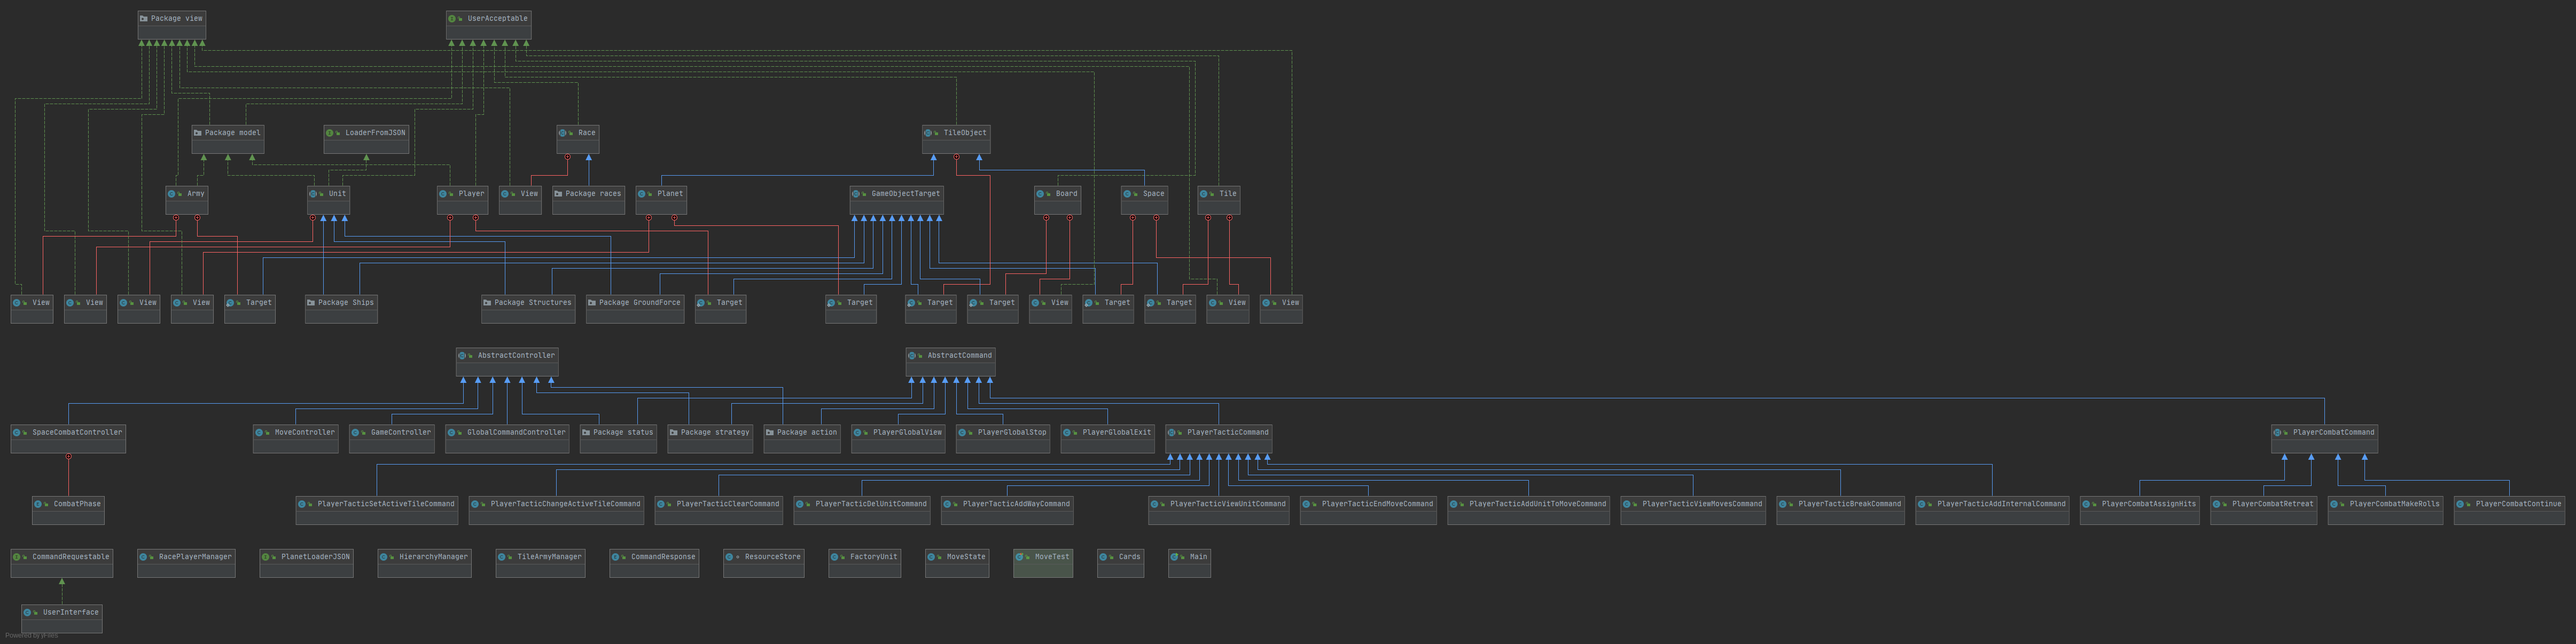 Package view
UserAcceptable
Package model
LoaderFromJSON
Race
TileObject
Army
Unit
Player
View
Package races
Planet
GameObjectTarget
Board
Space
Tile
View
View
View
View
Target
Package Ships
Package Structures
Package GroundForce
Target
Target
Target
Target
View
Target
Target
View
View
AbstractController
AbstractCommand
SpaceCombatController
MoveController
GameController
GlobalCommandController
Package status
Package strategy
Package action
PlayerGlobalView
PlayerGlobalStop
PlayerGlobalExit
PlayerTacticCommand
PlayerCombatCommand
CombatPhase
PlayerTacticSetActiveTileCommand
PlayerTacticChangeActiveTileCommand
PlayerTacticClearCommand
PlayerTacticDelUnitCommand
PlayerTacticAddWayCommand
PlayerTacticViewUnitCommand
PlayerTacticEndMoveCommand
PlayerTacticAddUnitToMoveCommand
PlayerTacticViewMovesCommand
PlayerTacticBreakCommand
PlayerTacticAddInternalCommand
PlayerCombatAssignHits
PlayerCombatRetreat
PlayerCombatMakeRolls
PlayerCombatContinue
CommandRequestable
RacePlayerManager
PlanetLoaderJSON
HierarchyManager
TileArmyManager
CommandResponse
ResourceStore
FactoryUnit
MoveState
MoveTest
Cards
Main
UserInterface
Powered by yFiles